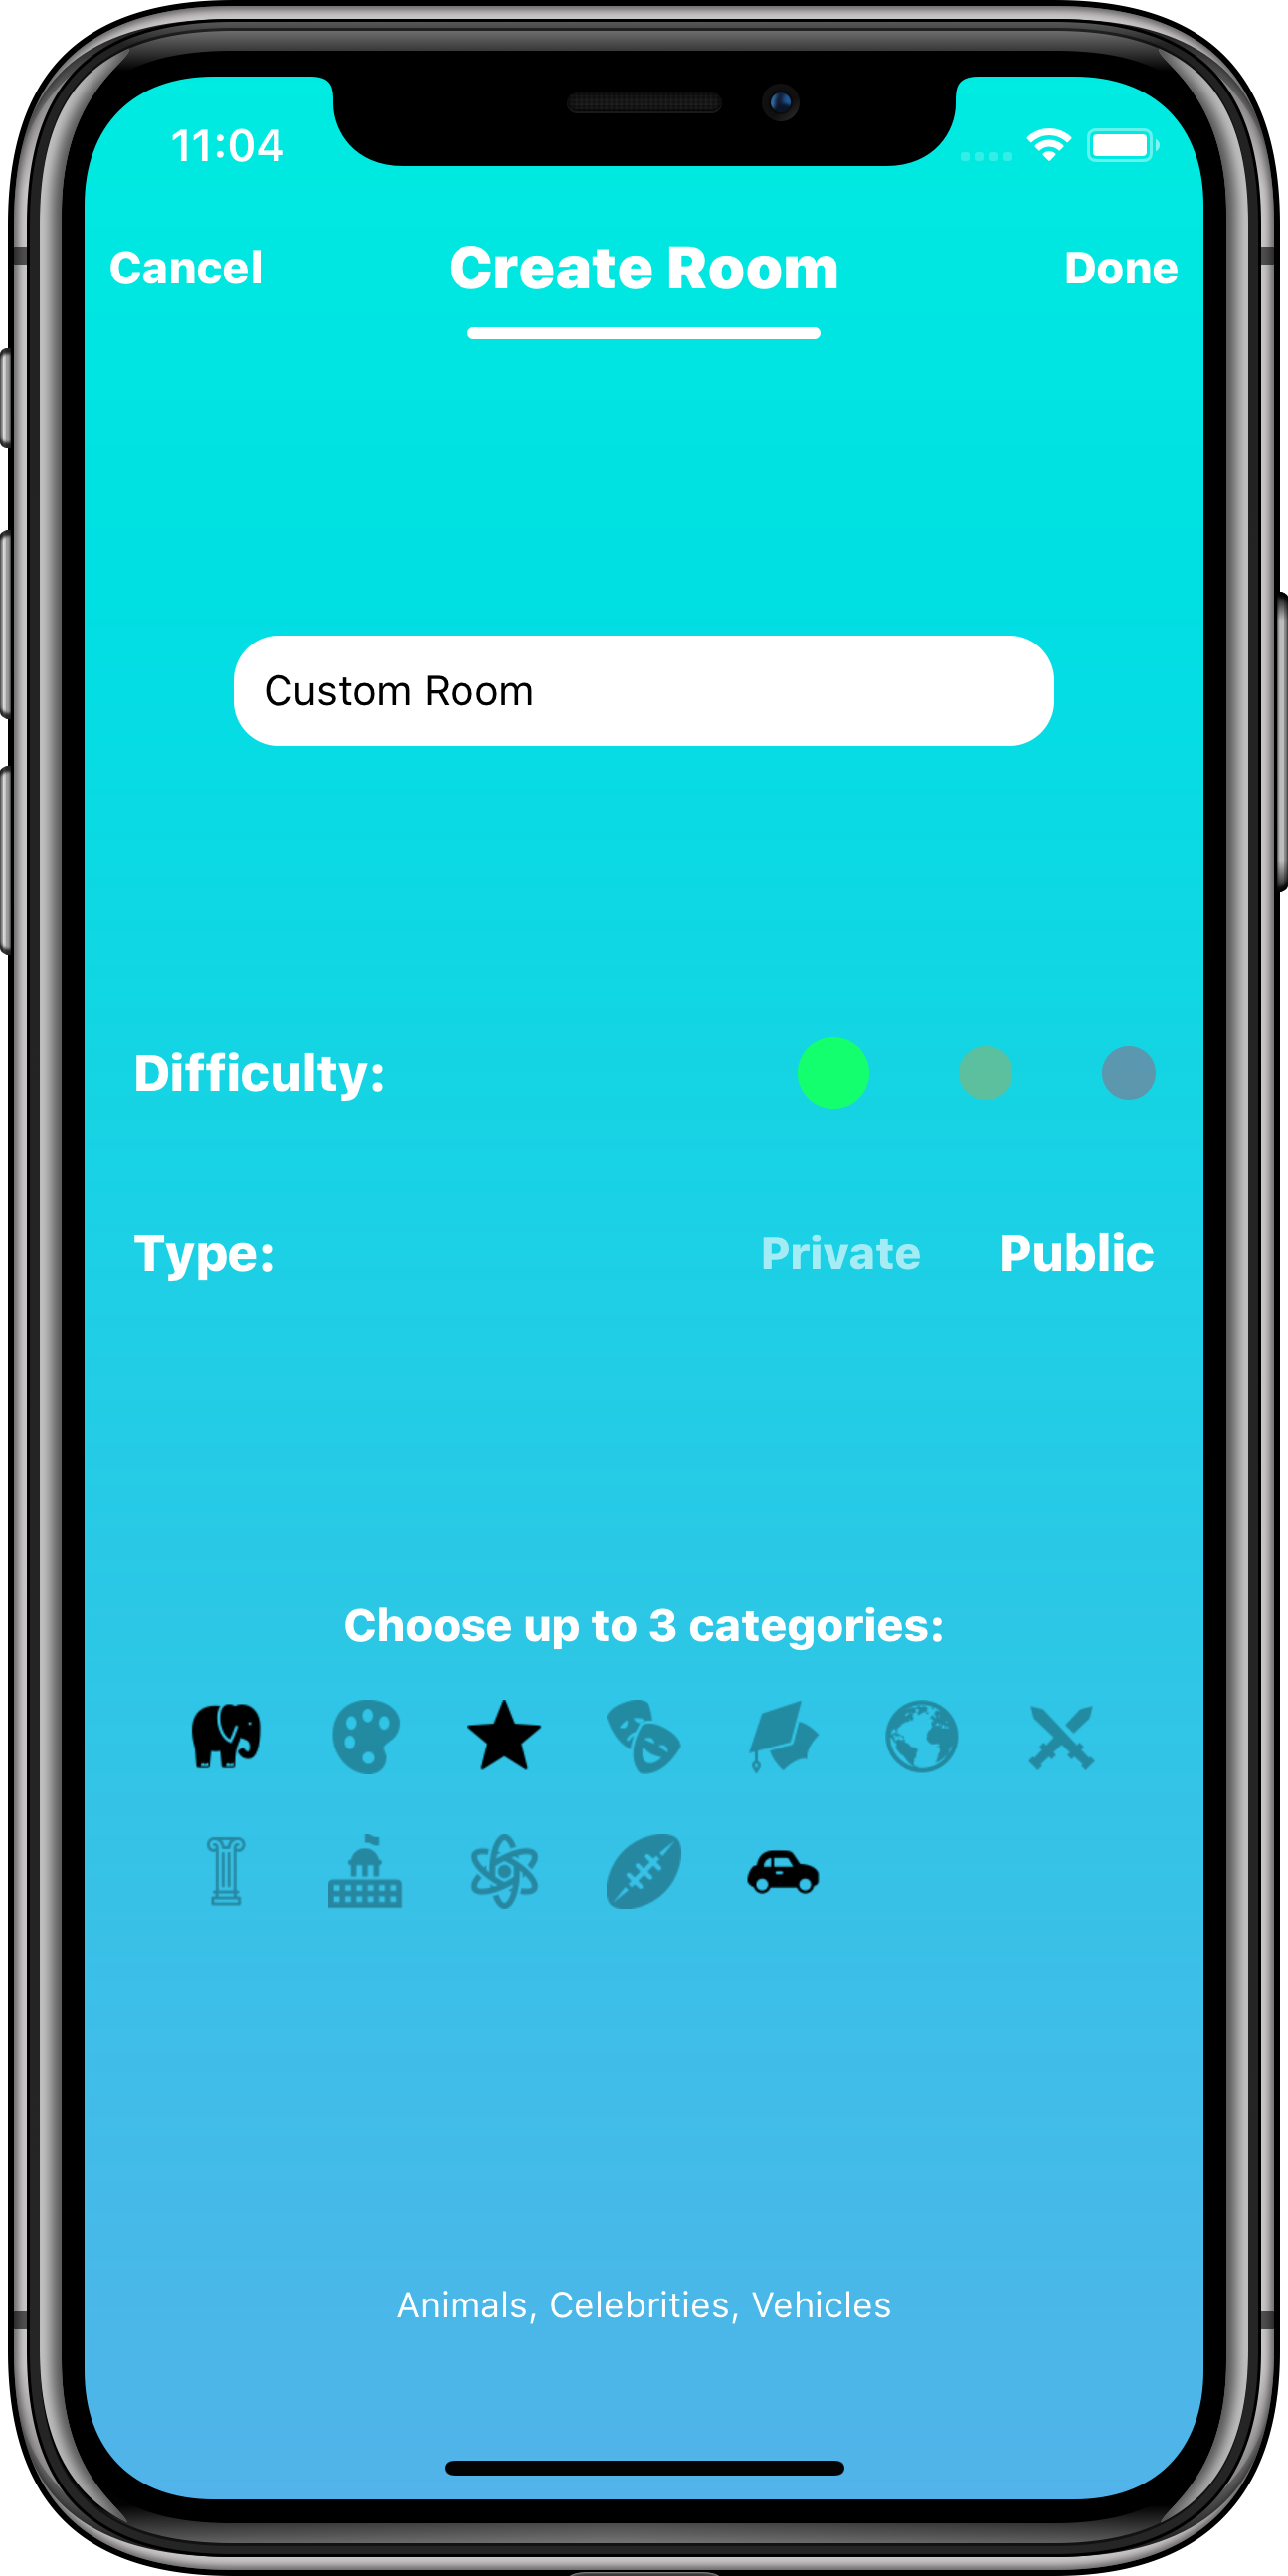 11:04
Cancel Create Room Done
Custom Room
Difficulty:
Type: Private Public
Choose up to 3 categories:
Animals, Celebrities, Vehicles